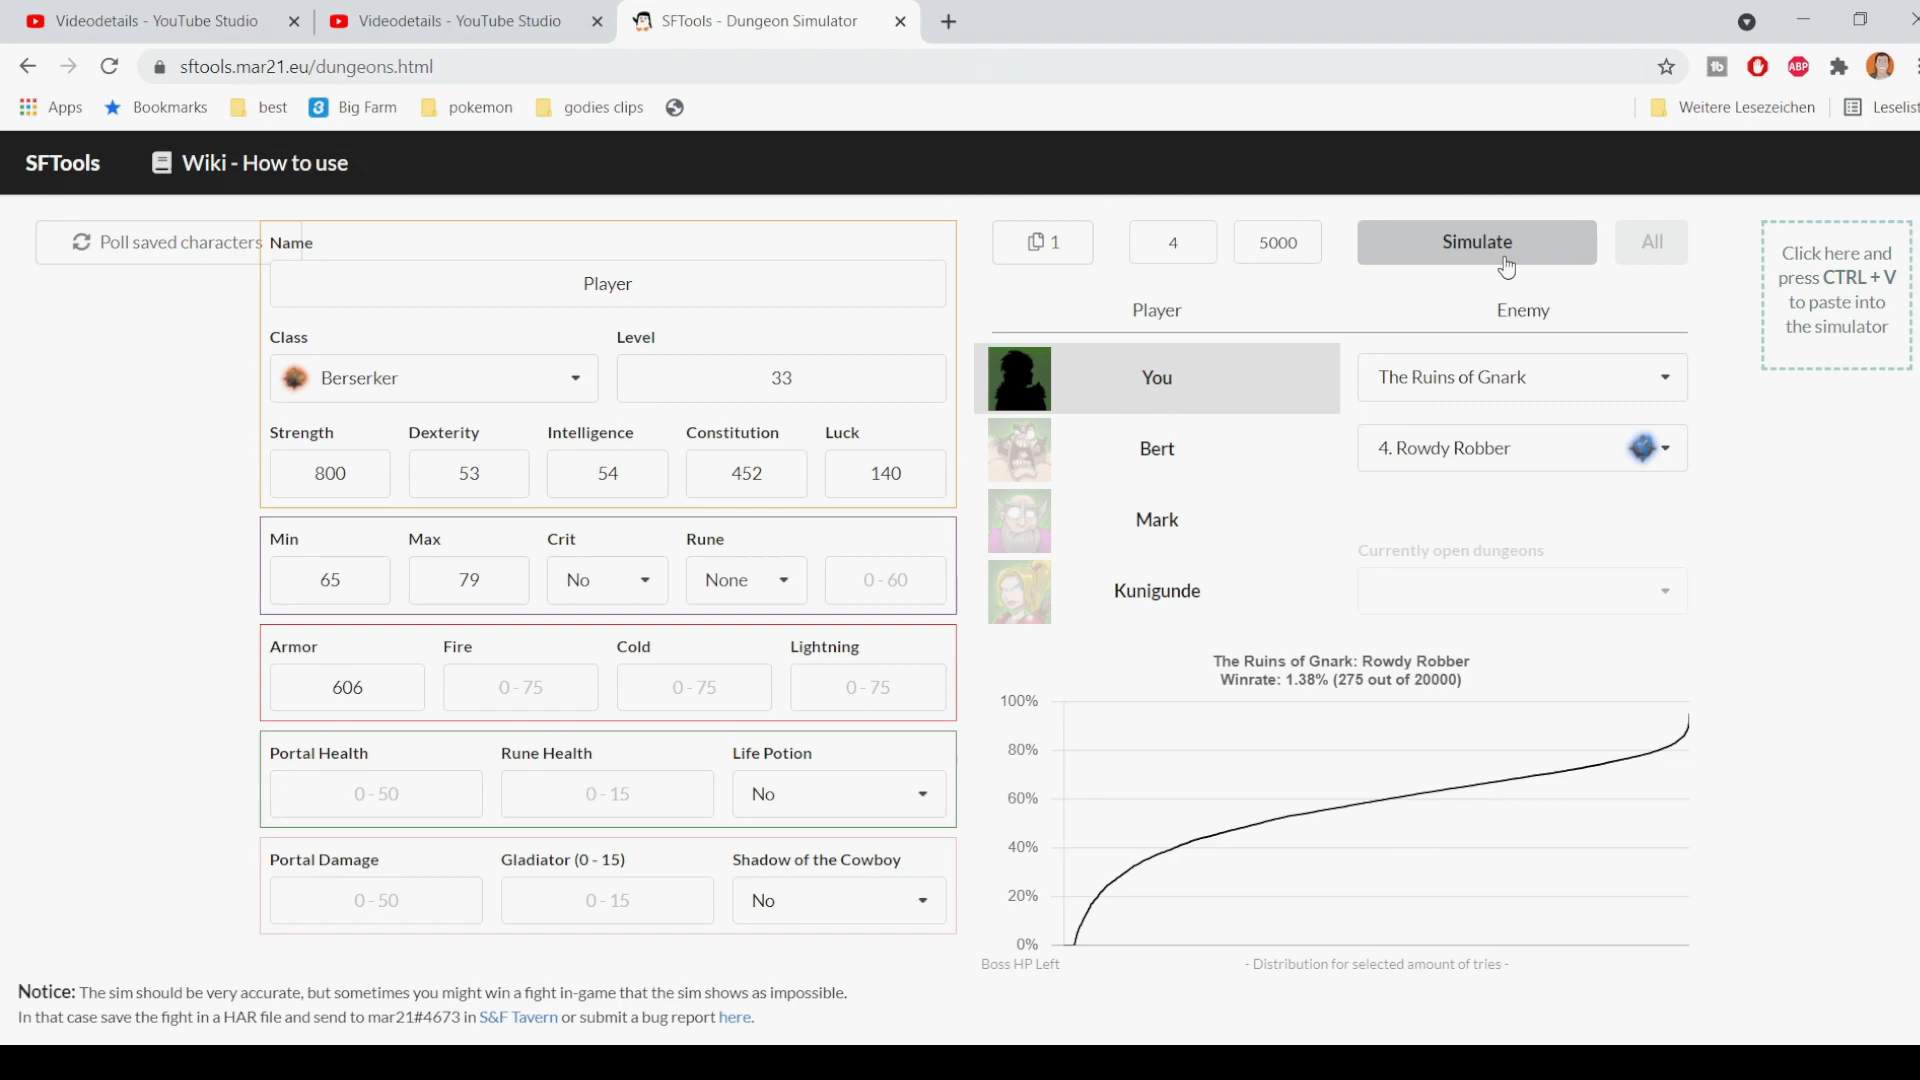 Videodetails - YouTube Studio
Videodetails - YouTube Studio
SFTools - Dungeon Simulator
sftools.mar21.eu/dungeons.html
tb
ABP
Apps
Bookmarks
best
3
Big Farm
pokemon
godies clips
Weitere Lesezeichen
Leselist
SFTools
Wiki - How to use
Poll saved characters
Name
Player
Class
Level
Berserker
33
Strength
Dexterity
Intelligence
Constitution
Luck
800
53
54
452
140
Min
Max
Crit
Rune
65
79
No
None
0 - 60
Armor
Fire
Cold
Lightning
606
0 - 75
0 - 75
0 - 75
Portal Health
Rune Health
Life Potion
0 - 50
0 - 15
No
Portal Damage
Gladiator (0 - 15)
Shadow of the Cowboy
0 - 50
0 - 15
No
1
4
5000
Simulate
All
Player
Enemy
You
The Ruins of Gnark
Bert
4. Rowdy Robber
Mark
Currently open dungeons
Kunigunde
Click here and
press CTRL + V
to paste into
the simulator
The Ruins of Gnark: Rowdy Robber
Winrate: 1.38% (275 out of 20000)
100%
80%
60%
40%
20%
0%
Boss HP Left
- Distribution for selected amount of tries -
Notice: The sim should be very accurate, but sometimes you might win a fight in-game that the sim shows as impossible.
In that case save the fight in a HAR file and send to mar21#4673 in S&F Tavern or submit a bug report here.